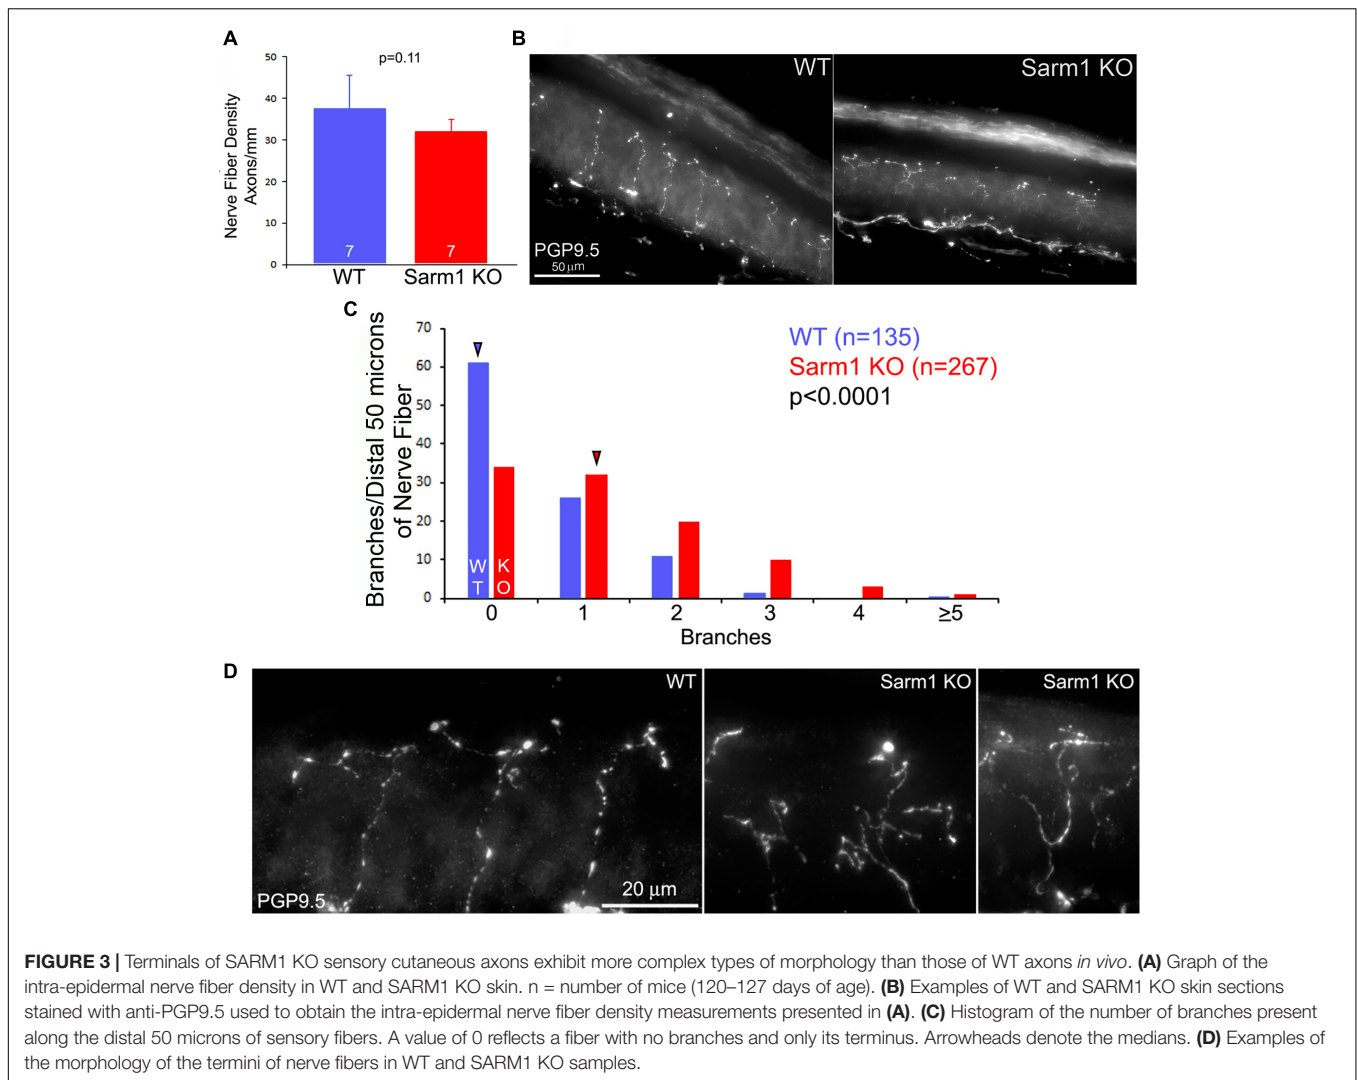 A
50
40
30
20
10
0
Nerve Fiber Density
Axons/mm
p=0.11
7
7
WT
Sarm1 KO
B
WT
Sarm1 KO
PGP9.5
50 µm
C
Branches/Distal 50 microns
of Nerve Fiber
70
60
50
40
30
20
10
0
WT (n=135)
Sarm1 KO (n=267)
p<0.0001
W K
T O
0 1 2 3 4 ≥5
Branches
D
WT
Sarm1 KO
Sarm1 KO
PGP9.5
20 µm
FIGURE 3 | Terminals of SARM1 KO sensory cutaneous axons exhibit more complex types of morphology than those of WT axons in vivo. (A) Graph of the
intra-epidermal nerve fiber density in WT and SARM1 KO skin. n = number of mice (120–127 days of age). (B) Examples of WT and SARM1 KO skin sections
stained with anti-PGP9.5 used to obtain the intra-epidermal nerve fiber density measurements presented in (A). (C) Histogram of the number of branches present
along the distal 50 microns of sensory fibers. A value of 0 reflects a fiber with no branches and only its terminus. Arrowheads denote the medians. (D) Examples of
the morphology of the termini of nerve fibers in WT and SARM1 KO samples.